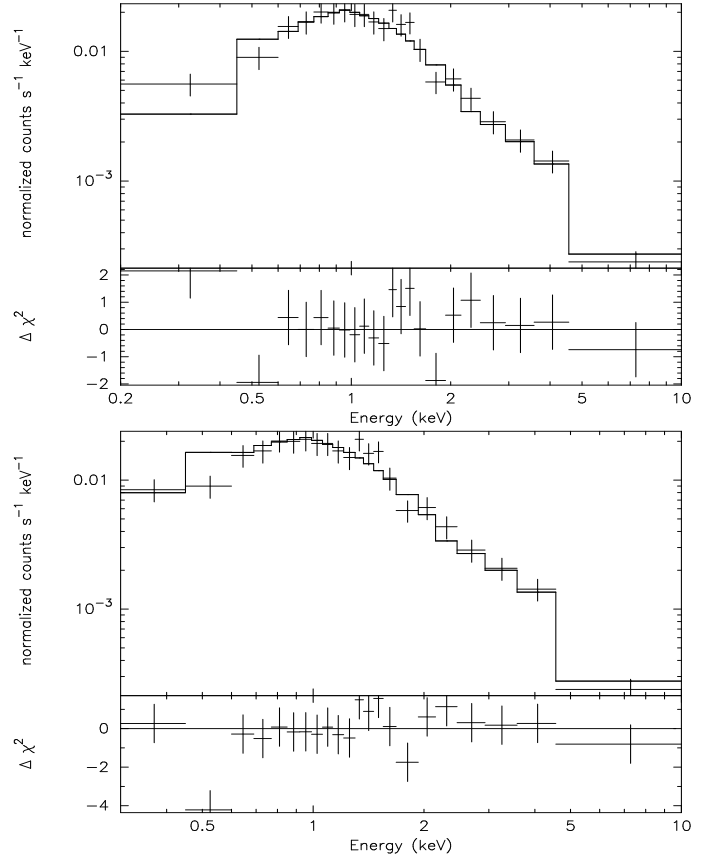 normalized counts s⁻¹ keV⁻¹
0.01
10⁻³
Δ χ²
2
1
0
−1
−2
0.2 0.5 1 2 5 10
Energy (keV)
normalized counts s⁻¹ keV⁻¹
0.01
10⁻³
Δ χ²
0
−2
−4
0.5 1 2 5 10
Energy (keV)